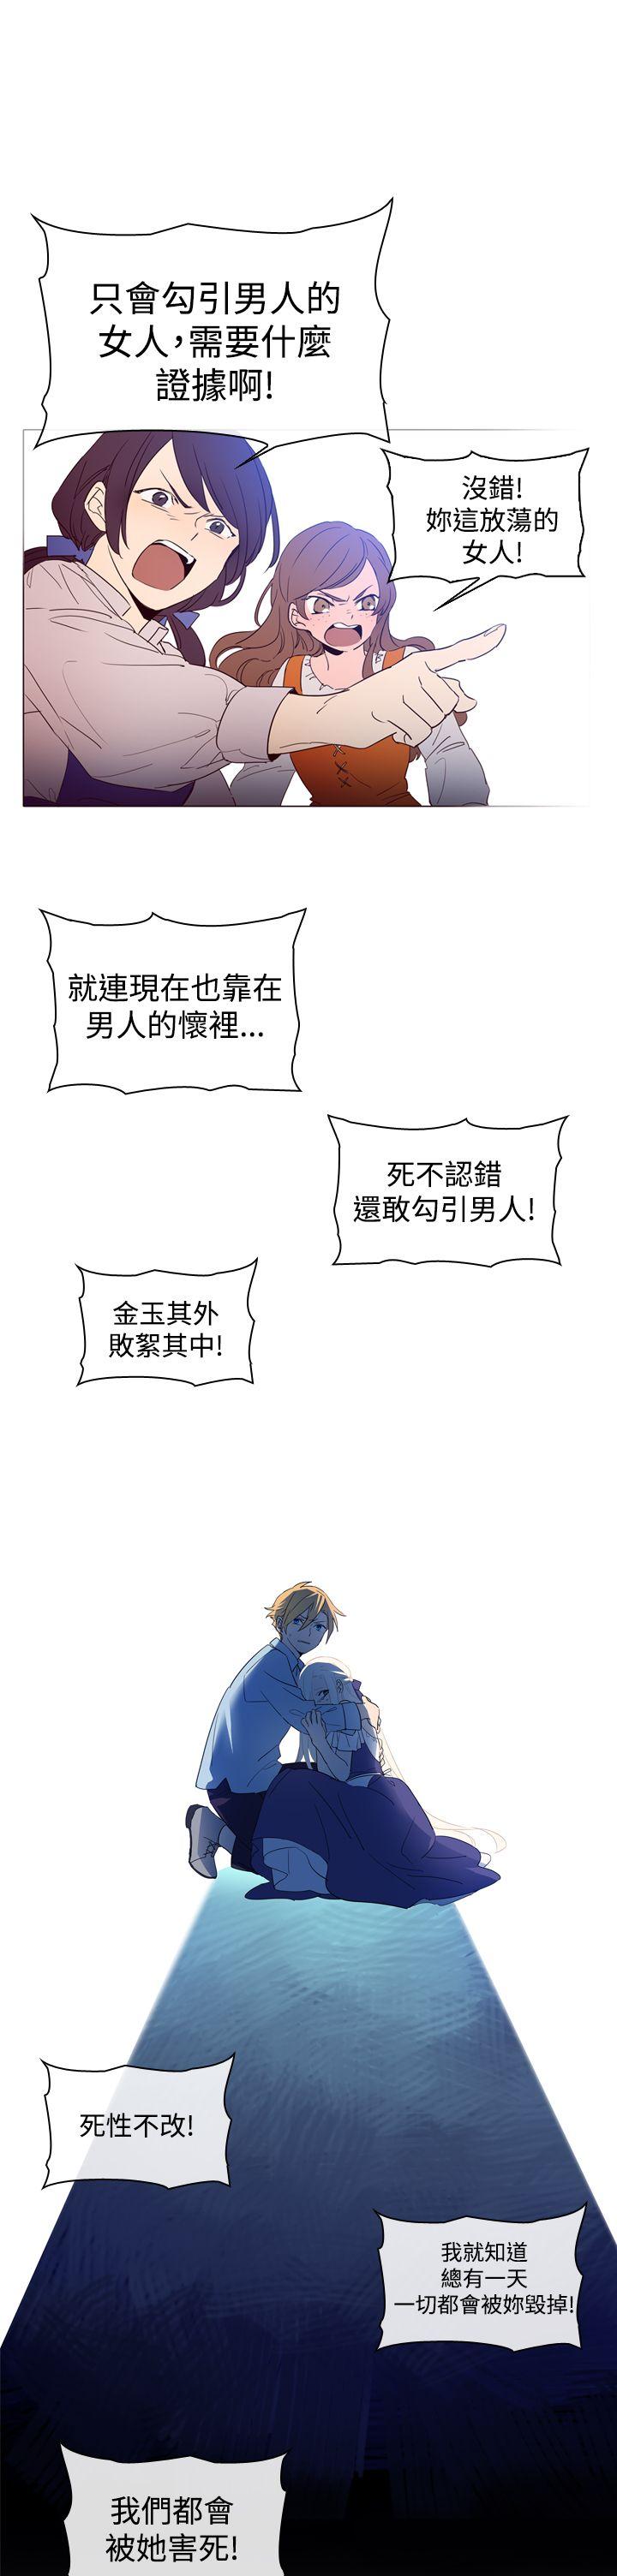 只會勾引男人的
女人,需要什麼
證據啊!
沒錯!
妳這放蕩的
女人!
就連現在也靠在
男人的懷裡...
死不認錯
還敢勾引男人!
金玉其外
敗絮其中!
死性不改!
我就知道
總有一天
一切都會被妳毀掉!
我們都會
被她害死!